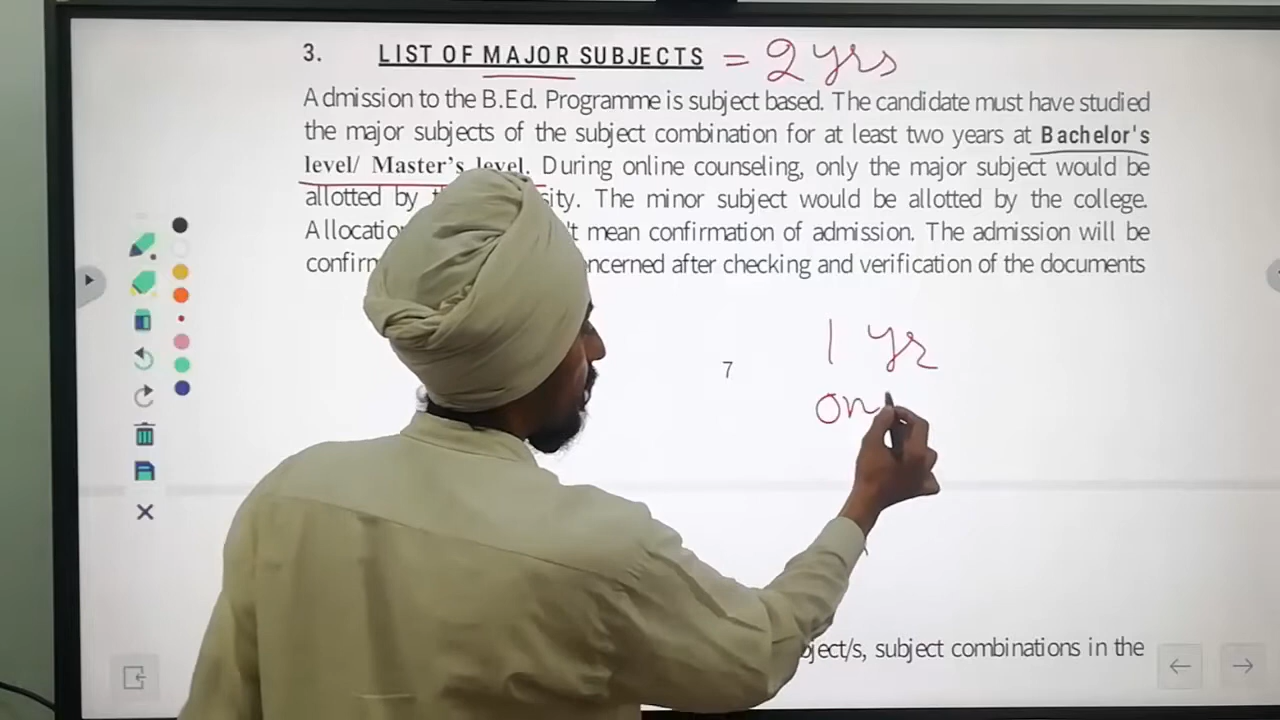 3. LIST OF MAJOR SUBJECTS = 2 yrs
Admission to the B.Ed. Programme is subject based. The candidate must have studied
the major subjects of the subject combination for at least two years at Bachelor's
level/ Master's level. During online counseling, only the major subject would be
allotted by sity. The minor subject would be allotted by the college.
Allocatio 't mean confirmation of admission. The admission will be
confirm ncerned after checking and verification of the documents
1 yr
7
on
ject/s, subject combinations in the